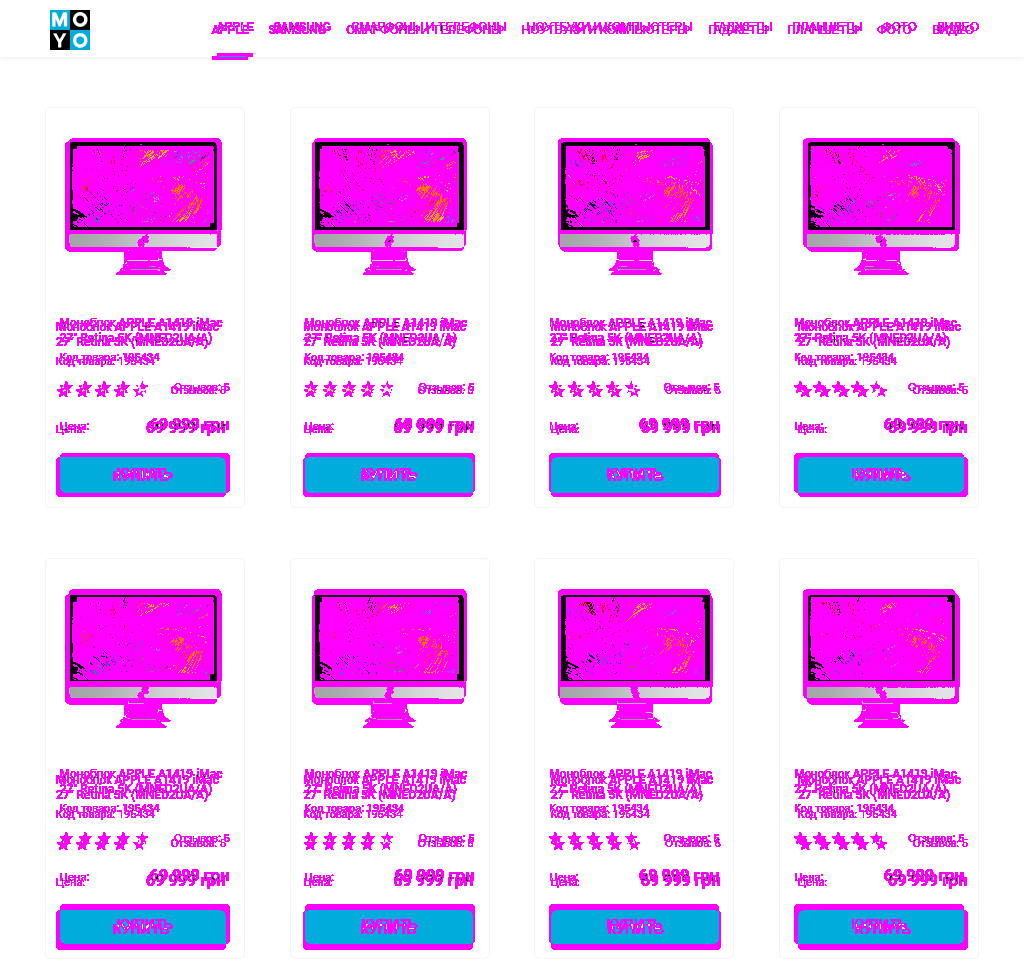 MO
YO
APPLE SAMSUNG СМАРТФОНЫ И ТЕЛЕФОНЫ НОУТБУКИ И КОМПЬЮТЕРЫ ГАДЖЕТЫ ПЛАНШЕТЫ ФОТО ВИДЕО
Моноблок APPLE A1419 iMac Моноблок APPLE A1419 iMac Моноблок APPLE A1419 iMac Моноблок APPLE A1419 iMac
27" Retina 5K (MNED2UA/A) 27" Retina 5K (MNED2UA/A) 27" Retina 5K (MNED2UA/A) 27" Retina 5K (MNED2UA/A)
Код товара: 195434 Код товара: 195434 Код товара: 195434 Код товара: 195434
Отзывов: 5 Отзывов: 5 Отзывов: 5 Отзывов: 5
Цена: 69 999 грн Цена: 69 999 грн Цена: 69 999 грн Цена: 69 999 грн
КУПИТЬ КУПИТЬ КУПИТЬ КУПИТЬ
Моноблок APPLE A1419 iMac Моноблок APPLE A1419 iMac Моноблок APPLE A1419 iMac Моноблок APPLE A1419 iMac
27" Retina 5K (MNED2UA/A) 27" Retina 5K (MNED2UA/A) 27" Retina 5K (MNED2UA/A) 27" Retina 5K (MNED2UA/A)
Код товара: 195434 Код товара: 195434 Код товара: 195434 Код товара: 195434
Отзывов: 5 Отзывов: 5 Отзывов: 5 Отзывов: 5
Цена: 69 999 грн Цена: 69 999 грн Цена: 69 999 грн Цена: 69 999 грн
КУПИТЬ КУПИТЬ КУПИТЬ КУПИТЬ